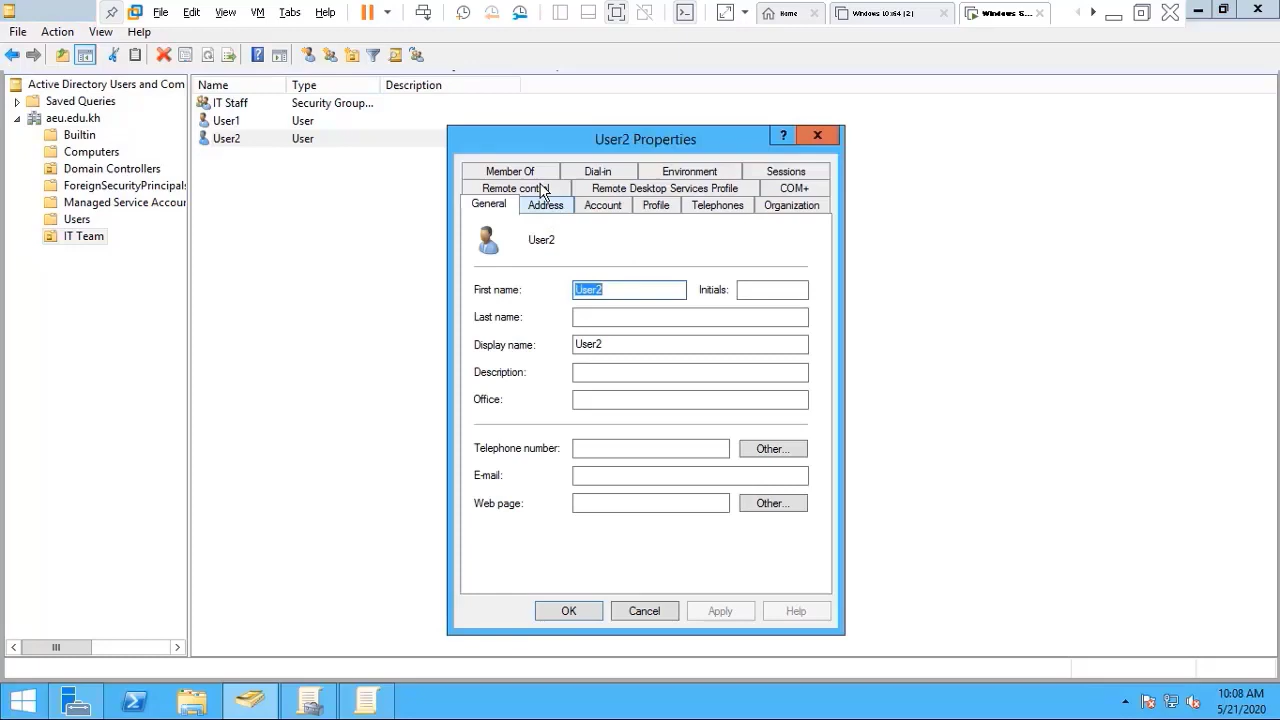 File Edit View VM Tabs Help
Home
Windows 10 x64 (2)
Windows S...
File Action View Help
Active Directory Users and Com
Saved Queries
aeu.edu.kh
Builtin
Computers
Domain Controllers
ForeignSecurityPrincipals
Managed Service Accour
Users
IT Team
Name Type Description
IT Staff Security Group...
User1 User
User2 User
User2 Properties
?
Member Of Dial-in Environment Sessions
Remote control Remote Desktop Services Profile COM+
General Address Account Profile Telephones Organization
User2
First name: User2 Initials:
Last name:
Display name: User2
Description:
Office:
Telephone number: Other...
E-mail:
Web page: Other...
OK Cancel Apply Help
10:08 AM
5/21/2020